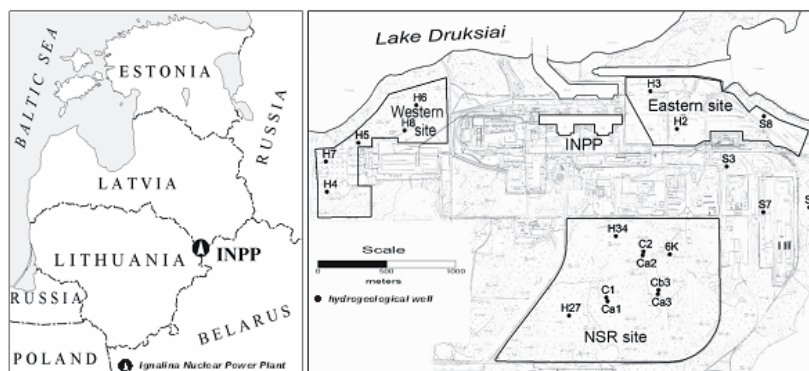 BALTIC SEA
ESTONIA
RUSSIA
LATVIA
LITHUANIA
INPP
RUSSIA
BELARUS
POLAND
Ignalina Nuclear Power Plant
Lake Druksiai
H6
Western
H8
site
H5
H7
H4
INPP
H3
Eastern site
H2
S8
S3
S7
S
Scale
0 500 1000
meters
hydrogeological well
H34
C2
6K
Ca2
C1
Cb3
Ca1
Ca3
H27
NSR site